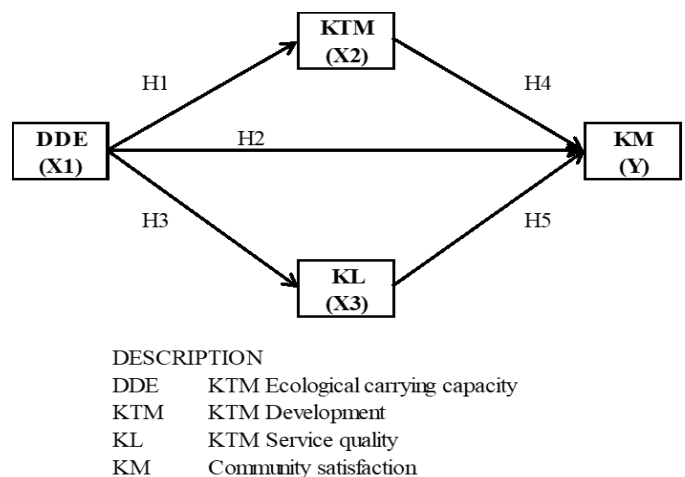 KTM
(X2)
H1
H4
DDE
(X1)
H2
KM
(Y)
H3
H5
KL
(X3)
DESCRIPTION
DDE KTM Ecological carrying capacity
KTM KTM Development
KL KTM Service quality
KM Community satisfaction